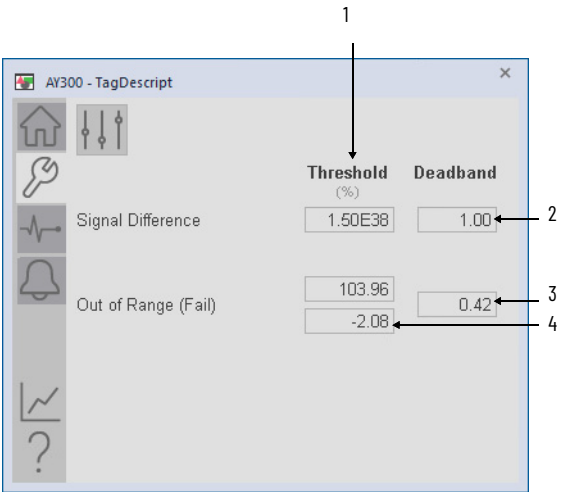 1
AY300 - TagDescript
Threshold Deadband
(%)
Signal Difference 1.50E38 1.00 2
103.96
Out of Range (Fail) 0.42 3
-2.08 4
?